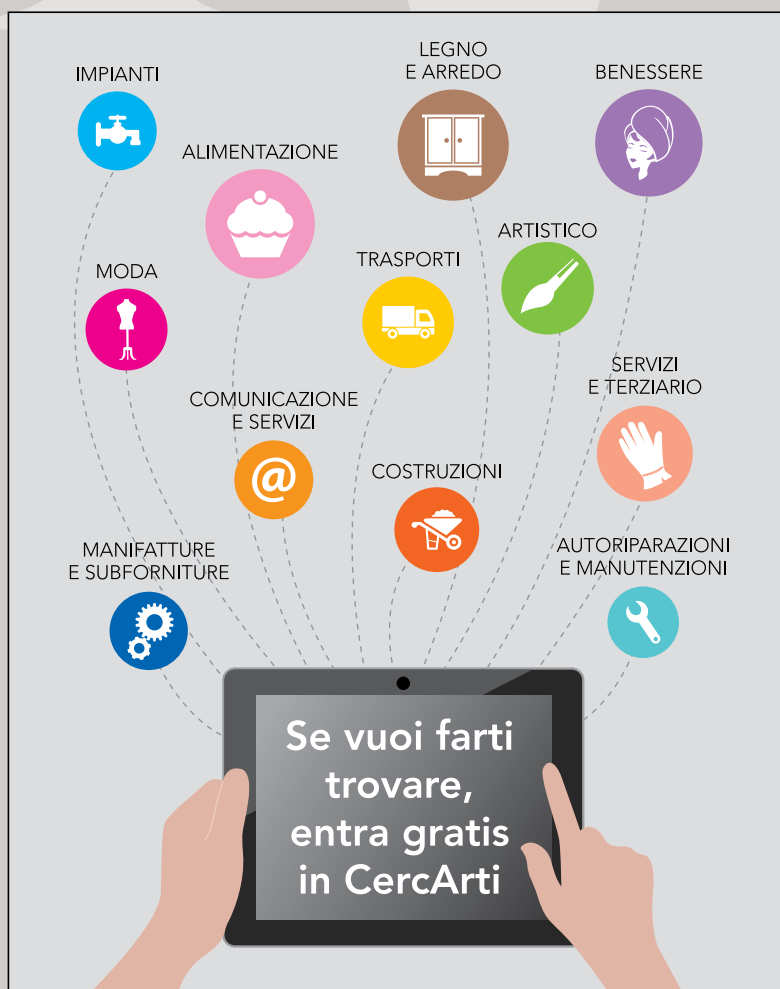 LEGNO
E ARREDO
IMPIANTI
BENESSERE
ALIMENTAZIONE
ARTISTICO
TRASPORTI
MODA
SERVIZI
E TERZIARIO
COMUNICAZIONE
E SERVIZI
@
COSTRUZIONI
MANIFATTURE
E SUBFORNITURE
AUTORIPARAZIONI
E MANUTENZIONI
Se vuoi farti
trovare,
entra gratis
in CercArti